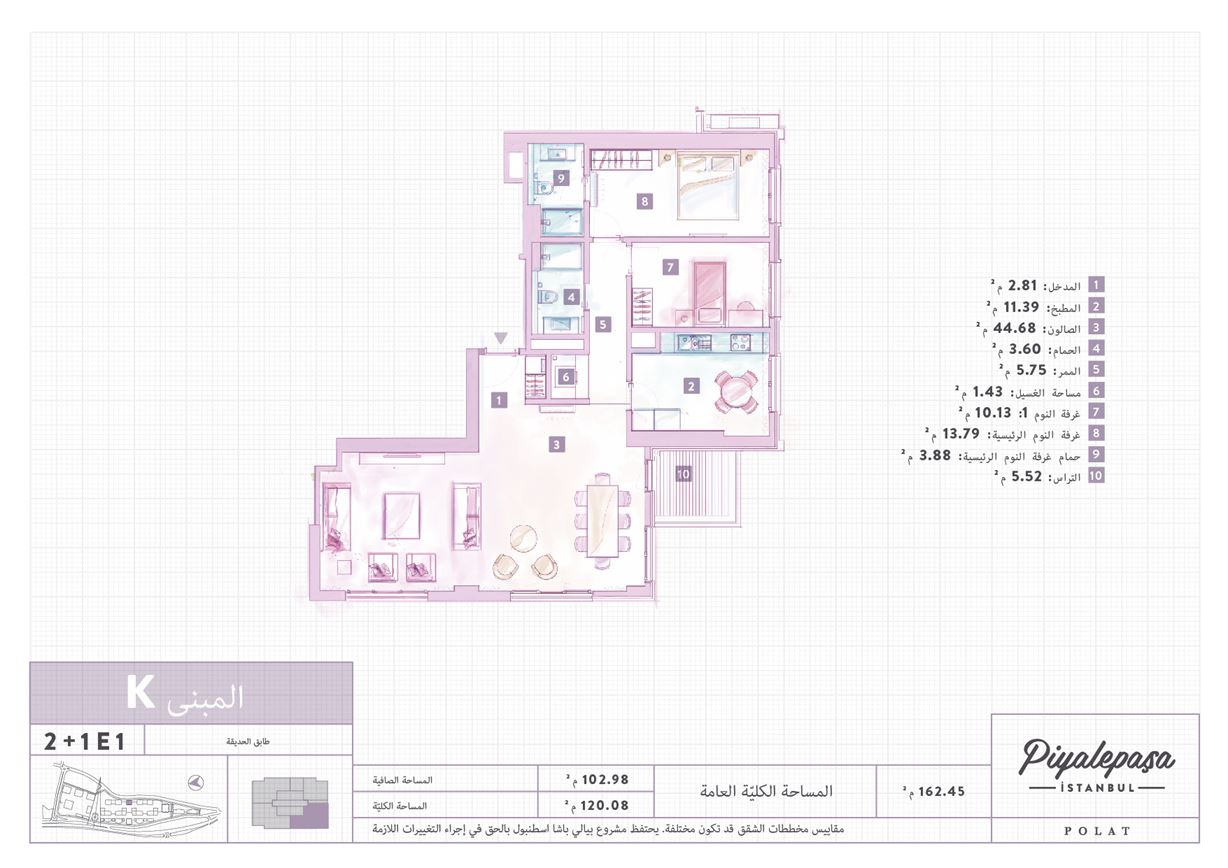 9
8
7
4
5
6
2
1
3
10
1 المدخل: 2.81 م²
2 المطبخ: 11.39 م²
3 الصالون: 44.68 م²
4 الحمام: 3.60 م²
5 الممر: 5.75 م²
6 مساحة الغسيل: 1.43 م²
7 غرفة النوم 1: 10.13 م²
8 غرفة النوم الرئيسية: 13.79 م²
9 حمام غرفة النوم الرئيسية: 3.88 م²
10 التراس: 5.52 م²
المبنى K
2+1E1
طابق الحديقة
المساحة الصافية
102.98 م²
المساحة الكليّة
120.08 م²
المساحة الكليّة العامة
162.45 م²
مقاييس مخططات الشقق قد تكون مختلفة. يحتفظ مشروع بيالي باشا اسطنبول بالحق في إجراء التغييرات اللازمة
Piyalepaşa
İSTANBUL
POLAT